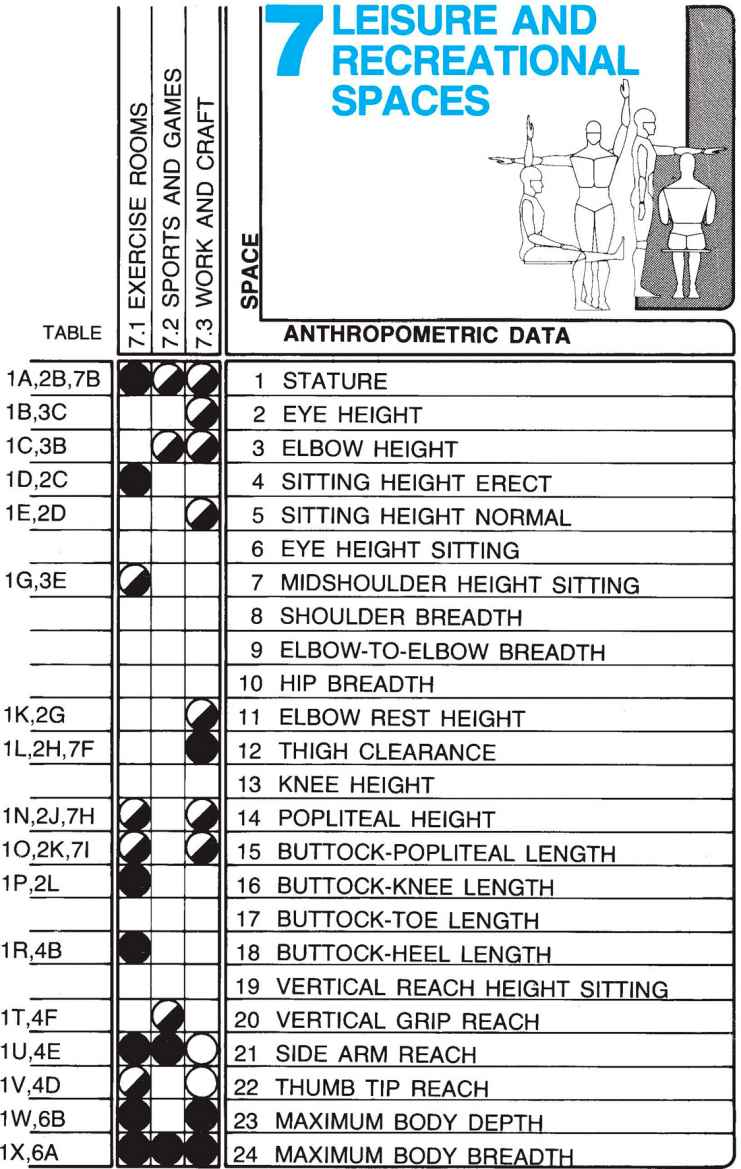 7 LEISURE AND
RECREATIONAL
SPACES
TABLE
7.1 EXERCISE ROOMS
7.2 SPORTS AND GAMES
7.3 WORK AND CRAFT
SPACE
ANTHROPOMETRIC DATA
1A,2B,7B 1 STATURE
1B,3C 2 EYE HEIGHT
1C,3B 3 ELBOW HEIGHT
1D,2C 4 SITTING HEIGHT ERECT
1E,2D 5 SITTING HEIGHT NORMAL
6 EYE HEIGHT SITTING
1G,3E 7 MIDSHOULDER HEIGHT SITTING
8 SHOULDER BREADTH
9 ELBOW-TO-ELBOW BREADTH
10 HIP BREADTH
1K,2G 11 ELBOW REST HEIGHT
1L,2H,7F 12 THIGH CLEARANCE
13 KNEE HEIGHT
1N,2J,7H 14 POPLITEAL HEIGHT
1O,2K,7I 15 BUTTOCK-POPLITEAL LENGTH
1P,2L 16 BUTTOCK-KNEE LENGTH
17 BUTTOCK-TOE LENGTH
1R,4B 18 BUTTOCK-HEEL LENGTH
19 VERTICAL REACH HEIGHT SITTING
1T,4F 20 VERTICAL GRIP REACH
1U,4E 21 SIDE ARM REACH
1V,4D 22 THUMB TIP REACH
1W,6B 23 MAXIMUM BODY DEPTH
1X,6A 24 MAXIMUM BODY BREADTH